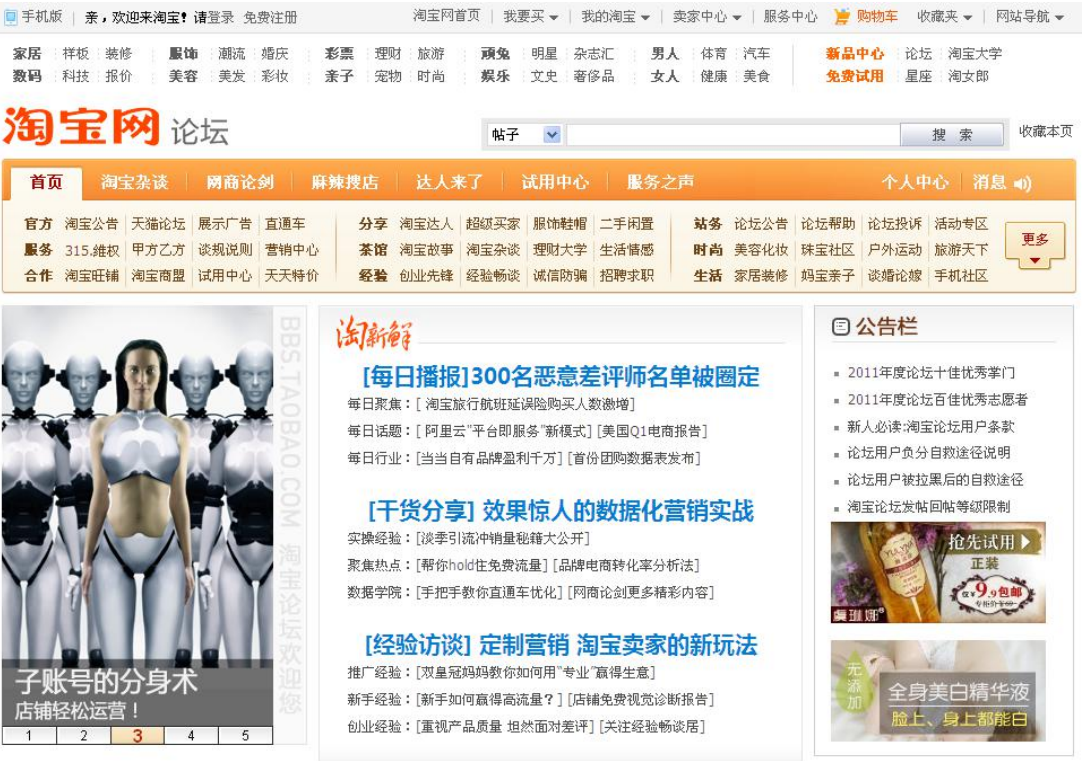 手机版 亲，欢迎来淘宝！请登录 免费注册 淘宝网首页 我要买 我的淘宝 卖家中心 服务中心 购物车 收藏夹 网站导航
家居 祥板 装修 服饰 潮流 婚庆 彩票 理财 旅游 顽兔 明星 杂志汇 男人 体育 汽车 新品中心 论坛 淘宝大学
数码 科技 报价 美容 美发 彩妆 亲子 宠物 时尚 娱乐 文史 奢侈品 女人 健康 美食 免费试用 星座 淘女郎
淘宝网 论坛 帖子 搜 索 收藏本页
首页 淘宝杂谈 网商论剑 麻辣搜店 达人来了 试用中心 服务之声 个人中心 消息
官方 淘宝公告 天猫论坛 展示广告 直通车 分享 淘宝达人 超级买家 服饰鞋帽 二手闲置 站务 论坛公告 论坛帮助 论坛投诉 活动专区
服务 315.维权 甲方乙方 谈规说则 营销中心 茶馆 淘宝故事 淘宝杂谈 理财大学 生活情感 时尚 美容化妆 珠宝社区 户外运动 旅游天下 更多
合作 淘宝旺铺 淘宝商盟 试用中心 天天特价 经验 创业先锋 经验畅谈 诚信防骗 招聘求职 生活 家居装修 妈宝亲子 谈婚论嫁 手机社区
BBS.TAOBAO.COM 淘宝论坛欢迎您
子账号的分身术
店铺轻松运营！
1 2 3 4 5
淘新鲜
[每日播报]300名恶意差评师名单被圈定
每日聚焦：[ 淘宝旅行航班延误险购买人数激增]
每日话题：[ 阿里云"平台即服务"新模式] [美国Q1电商报告]
每日行业：[当当自有品牌盈利千万] [首份团购数据表发布]
[干货分享] 效果惊人的数据化营销实战
实操经验：[淡季引流冲销量秘籍大公开]
聚焦热点：[帮你hold住免费流量] [品牌电商转化率分析法]
数据学院：[手把手教你直通车优化] [网商论剑更多精彩内容]
[经验访谈] 定制营销 淘宝卖家的新玩法
推广经验：[双皇冠妈妈教你如何用"专业"赢得生意]
新手经验：[新手如何赢得高流量？] [店铺免费视觉诊断报告]
创业经验：[重视产品质量 坦然面对差评] [关注经验畅谈居]
公告栏
2011年度论坛十佳优秀掌门
2011年度论坛百佳优秀志愿者
新人必读:淘宝论坛用户条款
论坛用户负分自救途径说明
论坛用户被拉黑后的自救途径
淘宝论坛发帖回帖等级限制
抢先试用
正装
仅¥9.9包邮
虞琳娜
无添加
全身美白精华液
脸上、身上都能白